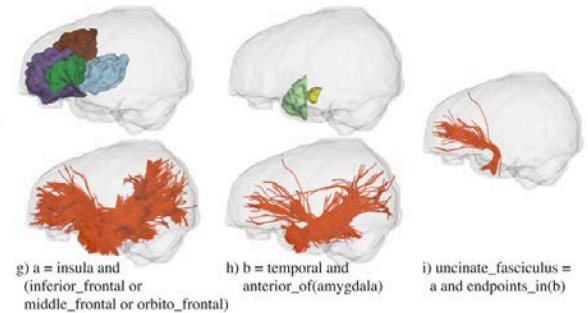 g) a = insula and
(inferior_frontal or
middle_frontal or orbito_frontal)
h) b = temporal and
anterior_of(amygdala)
i) uncinate_fasciculus =
a and endpoints_in(b)